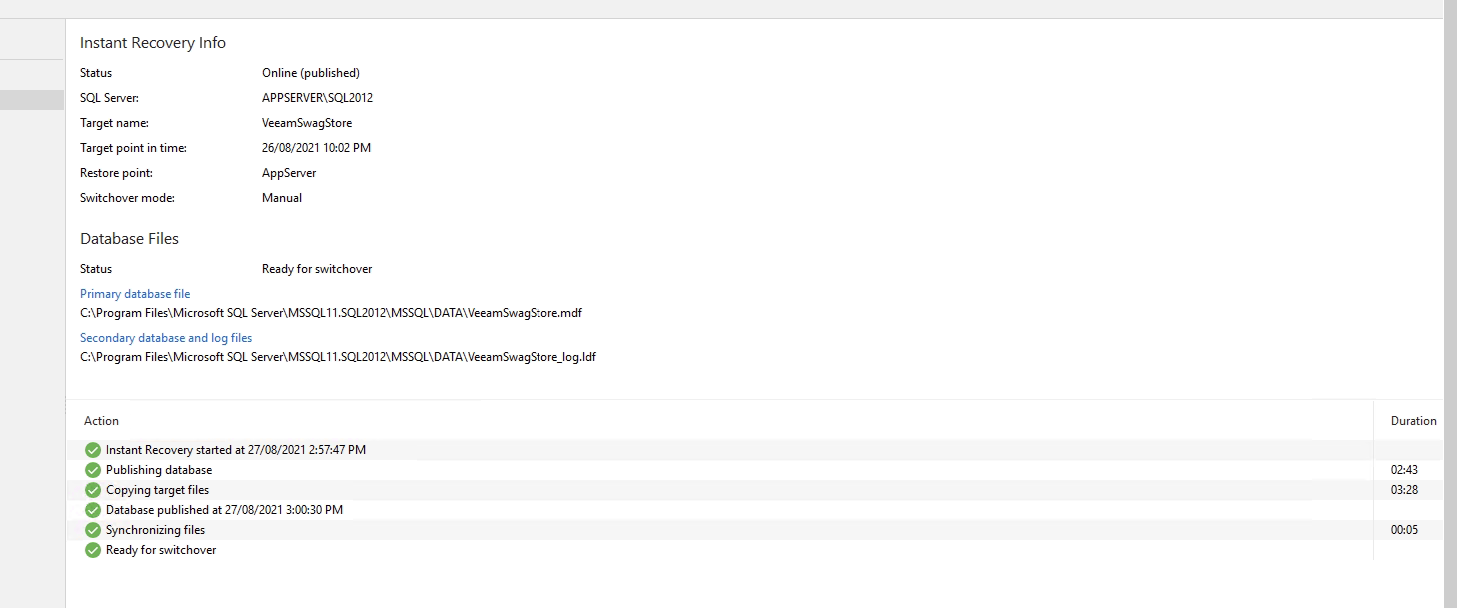 Instant Recovery Info
Status Online (published)
SQL Server: APPSERVER\SQL2012
Target name: VeeamSwagStore
Target point in time: 26/08/2021 10:02 PM
Restore point: AppServer
Switchover mode: Manual
Database Files
Status Ready for switchover
Primary database file
C:\Program Files\Microsoft SQL Server\MSSQL11.SQL2012\MSSQL\DATA\VeeamSwagStore.mdf
Secondary database and log files
C:\Program Files\Microsoft SQL Server\MSSQL11.SQL2012\MSSQL\DATA\VeeamSwagStore_log.ldf
Action Duration
Instant Recovery started at 27/08/2021 2:57:47 PM
Publishing database 02:43
Copying target files 03:28
Database published at 27/08/2021 3:00:30 PM
Synchronizing files 00:05
Ready for switchover